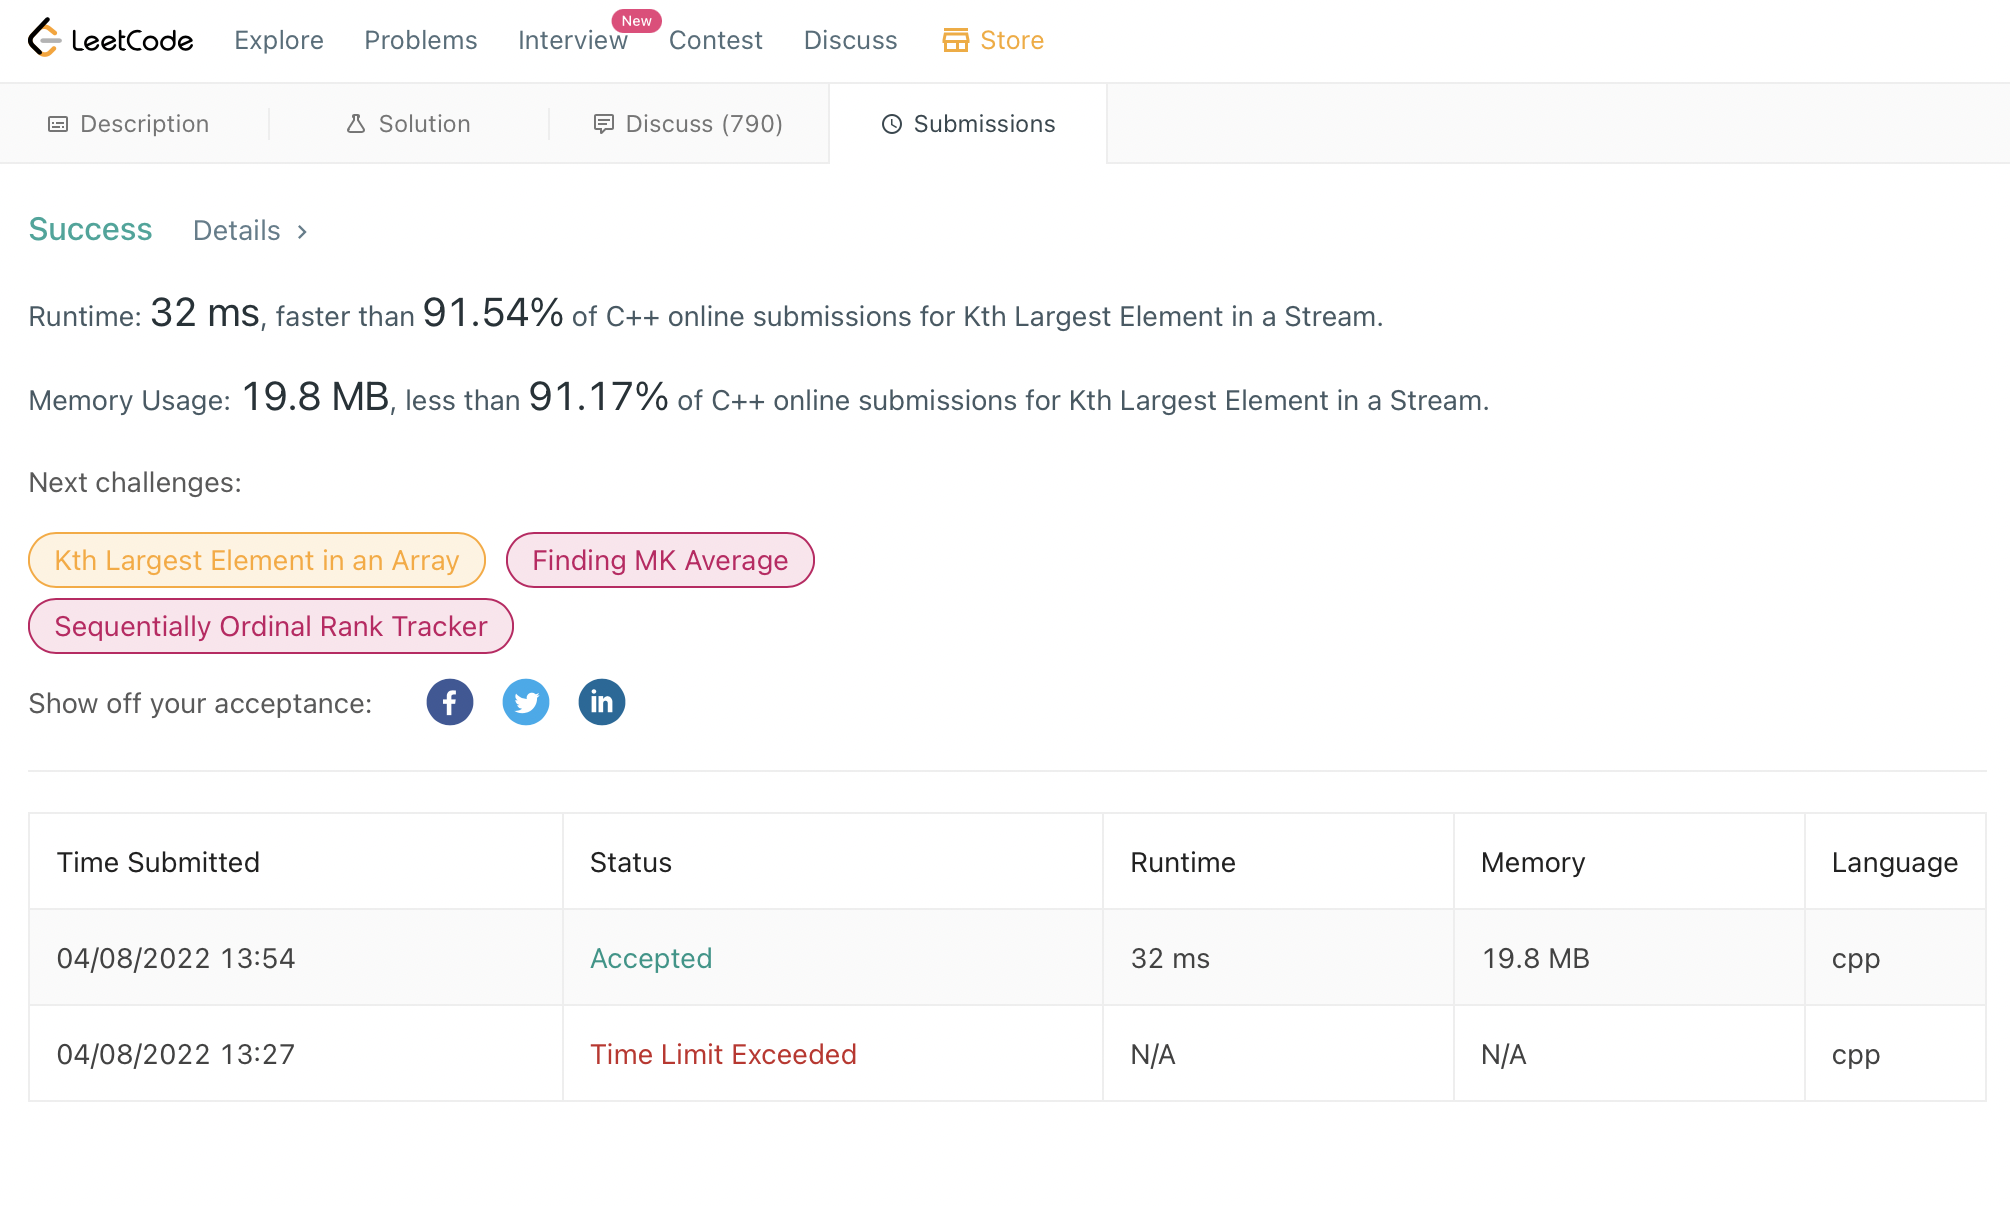 LeetCode Explore Problems Interview New Contest Discuss Store
Description Solution Discuss (790) Submissions
Success Details >
Runtime: 32 ms, faster than 91.54% of C++ online submissions for Kth Largest Element in a Stream.
Memory Usage: 19.8 MB, less than 91.17% of C++ online submissions for Kth Largest Element in a Stream.
Next challenges:
Kth Largest Element in an Array Finding MK Average
Sequentially Ordinal Rank Tracker
Show off your acceptance:
Time Submitted Status Runtime Memory Language
04/08/2022 13:54 Accepted 32 ms 19.8 MB cpp
04/08/2022 13:27 Time Limit Exceeded N/A N/A cpp